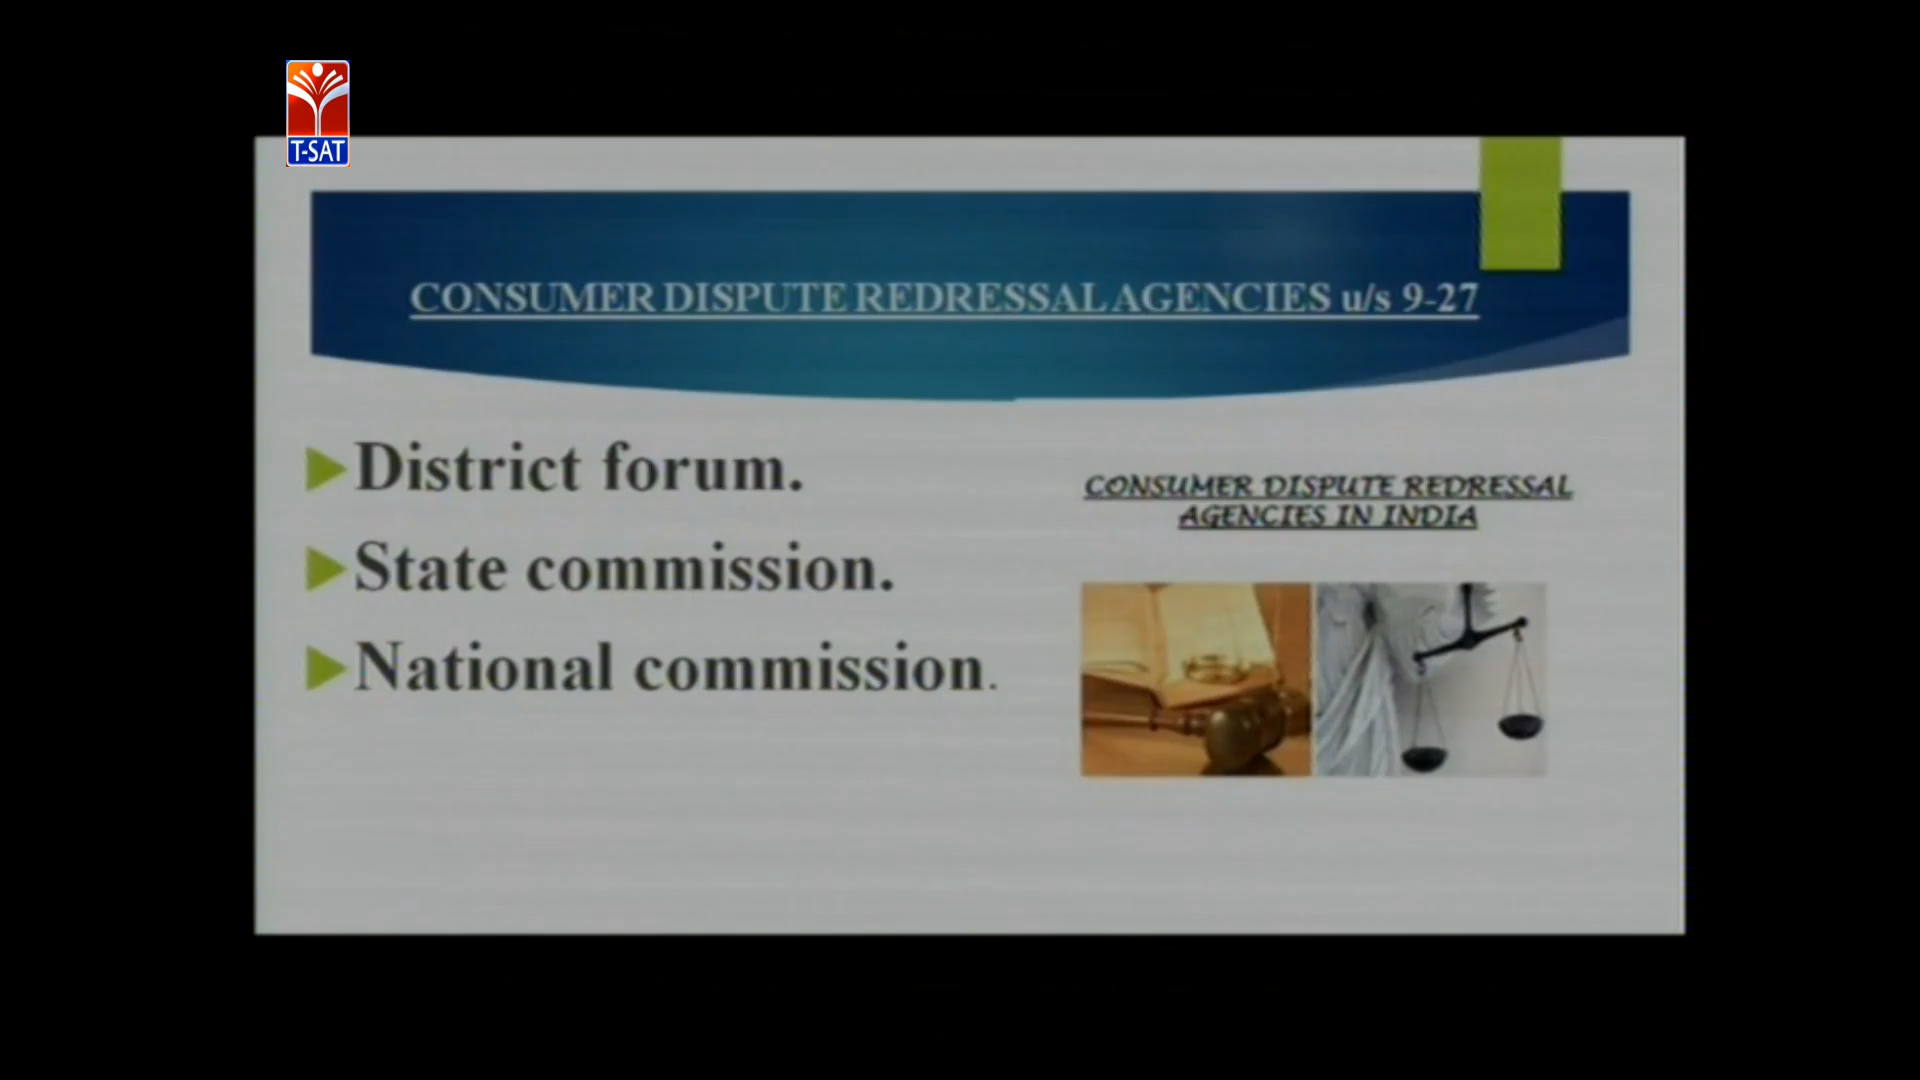 T-SAT
CONSUMER DISPUTE REDRESSAL AGENCIES u/s 9-27
District forum.
State commission.
National commission.
CONSUMER DISPUTE REDRESSAL
AGENCIES IN INDIA